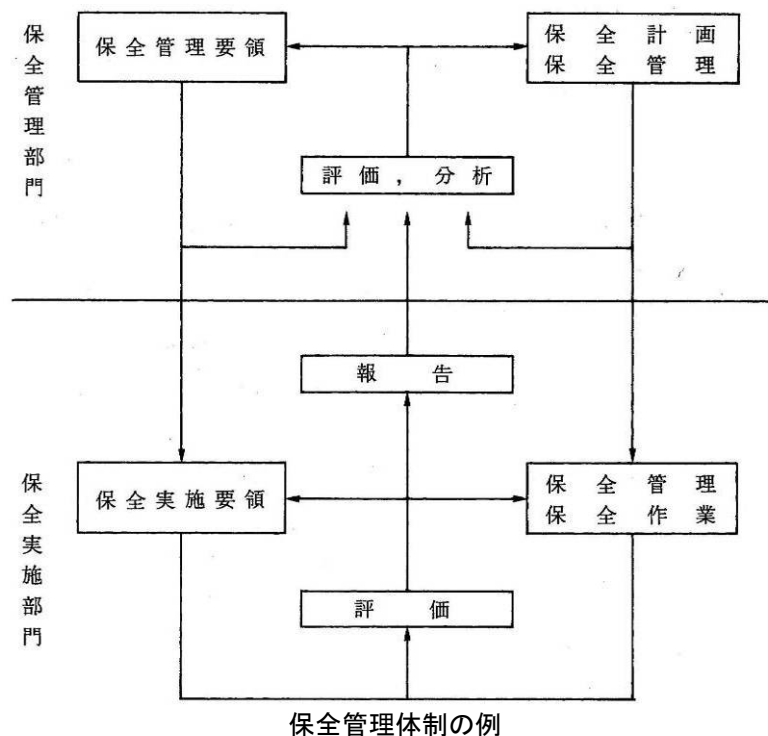 保全管理部門
保全管理要領
保全計画
保全管理
評価，分析
報告
保全実施部門
保全実施要領
保全管理
保全作業
評価
保全管理体制の例